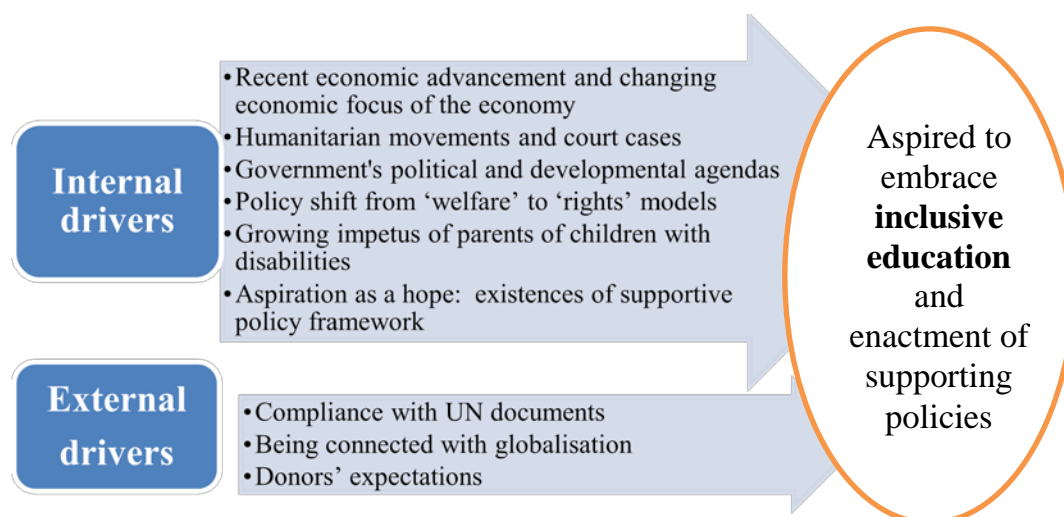 Internal
drivers
•Recent economic advancement and changing
economic focus of the economy
•Humanitarian movements and court cases
•Government's political and developmental agendas
•Policy shift from ‘welfare’ to ‘rights’ models
•Growing impetus of parents of children with
disabilities
•Aspiration as a hope: existences of supportive
policy framework
External
drivers
•Compliance with UN documents
•Being connected with globalisation
•Donors’ expectations
Aspired to
embrace
inclusive
education
and
enactment of
supporting
policies